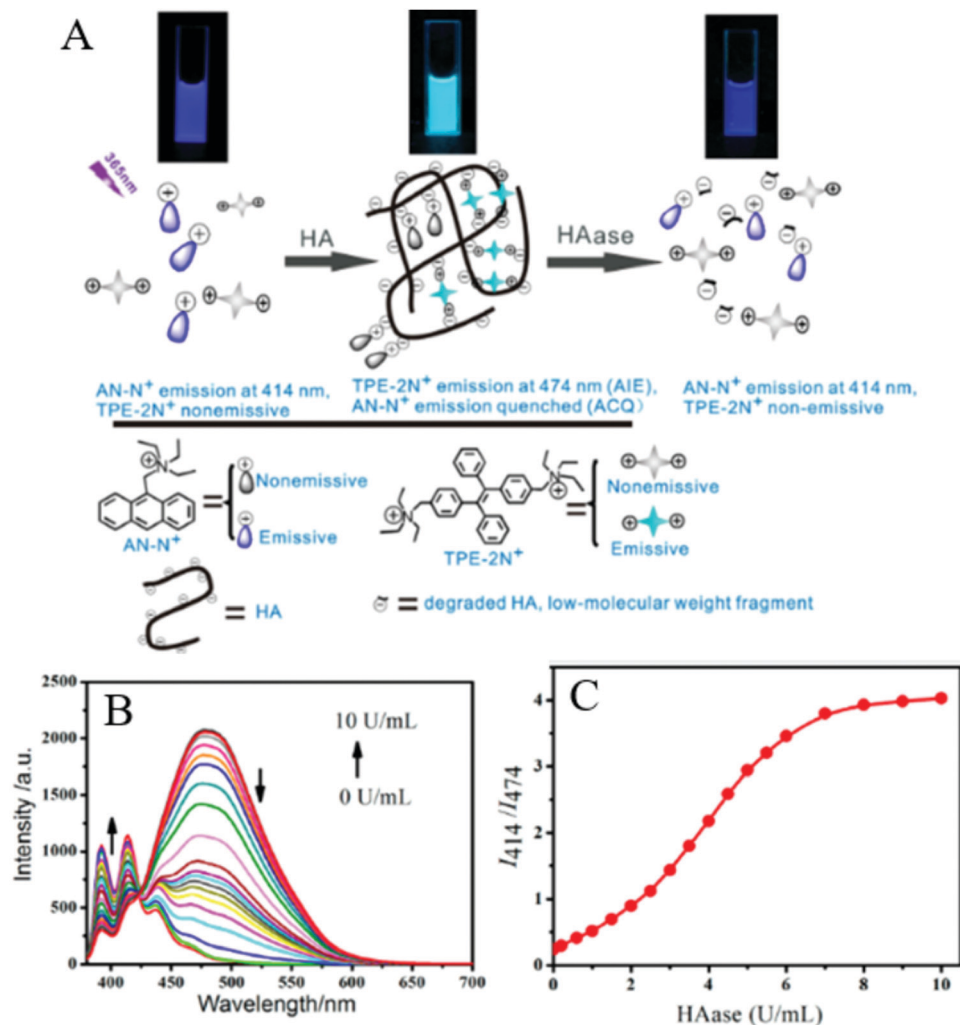 A
365nm
HA
HAase
AN-N⁺ emission at 414 nm,
TPE-2N⁺ nonemissive
TPE-2N⁺ emission at 474 nm (AIE),
AN-N⁺ emission quenched (ACQ)
AN-N⁺ emission at 414 nm,
TPE-2N⁺ non-emissive
N
AN-N⁺
=
Nonemissive
Emissive
N
N
TPE-2N⁺
=
Nonemissive
Emissive
= HA
= degraded HA, low-molecular weight fragment
B
10 U/mL
0 U/mL
Intensity /a.u.
2500
2000
1500
1000
500
0
400 450 500 550 600 650 700
Wavelength/nm
C
I414 /I474
4
3
2
1
0
0 2 4 6 8 10
HAase (U/mL)